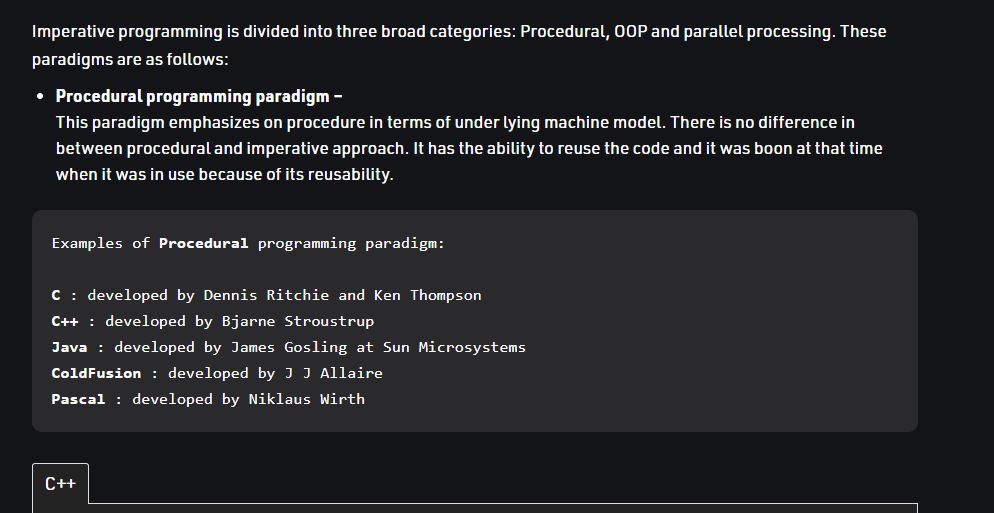 Imperative programming is divided into three broad categories: Procedural, OOP and parallel processing. These
paradigms are as follows:
• Procedural programming paradigm –
This paradigm emphasizes on procedure in terms of under lying machine model. There is no difference in
between procedural and imperative approach. It has the ability to reuse the code and it was boon at that time
when it was in use because of its reusability.
Examples of Procedural programming paradigm:
C : developed by Dennis Ritchie and Ken Thompson
C++ : developed by Bjarne Stroustrup
Java : developed by James Gosling at Sun Microsystems
ColdFusion : developed by J J Allaire
Pascal : developed by Niklaus Wirth
C++